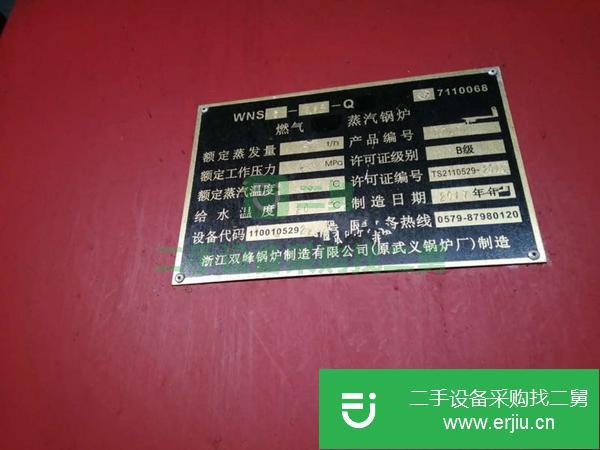 WNS - -Q 7110068
燃气 蒸汽锅炉
额定蒸发量 t/h 产品编号
额定工作压力 MPa 许可证级别 B级
额定蒸汽温度 ℃ 许可证编号 TS2110529-
给水温度 ℃ 制造日期 2017年
设备代码 110010529 服务热线 0579-87980120
浙江双峰锅炉制造有限公司(原武义锅炉厂)制造
二手设备采购找二舅
www.erjiu.cn